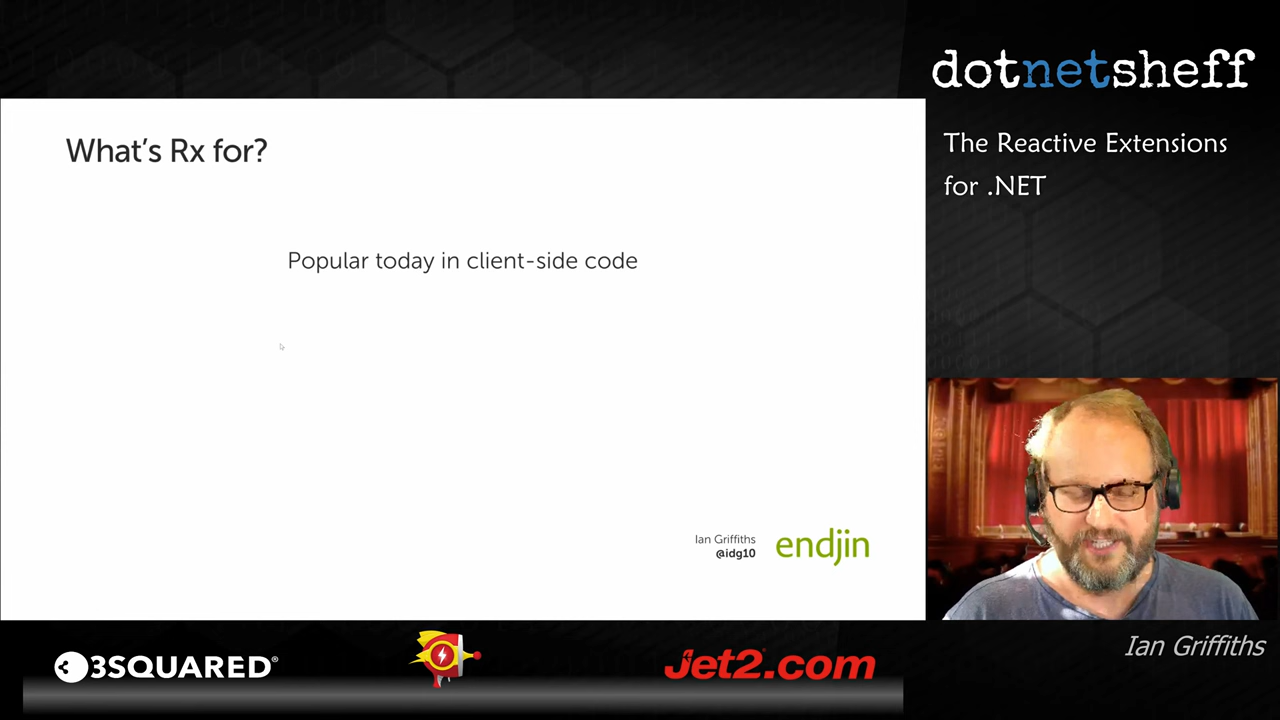 dotnetsheff
The Reactive Extensions
for .NET
What's Rx for?
Popular today in client-side code
Ian Griffiths
@idg10
endjin
Ian Griffiths
3SQUARED®
Jet2.com